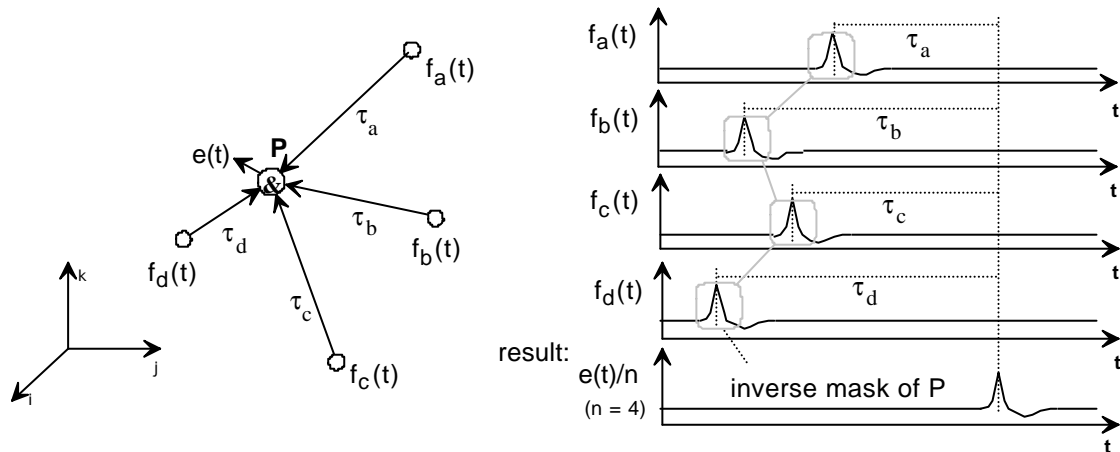 f_a(t)
τ_a
P
e(t)
&
τ_b
τ_d
f_b(t)
f_d(t)
τ_c
f_c(t)
k
j
i
f_a(t)
τ_a
t
f_b(t)
τ_b
t
f_c(t)
τ_c
t
f_d(t)
τ_d
t
result:
e(t)/n
(n = 4)
inverse mask of P
t